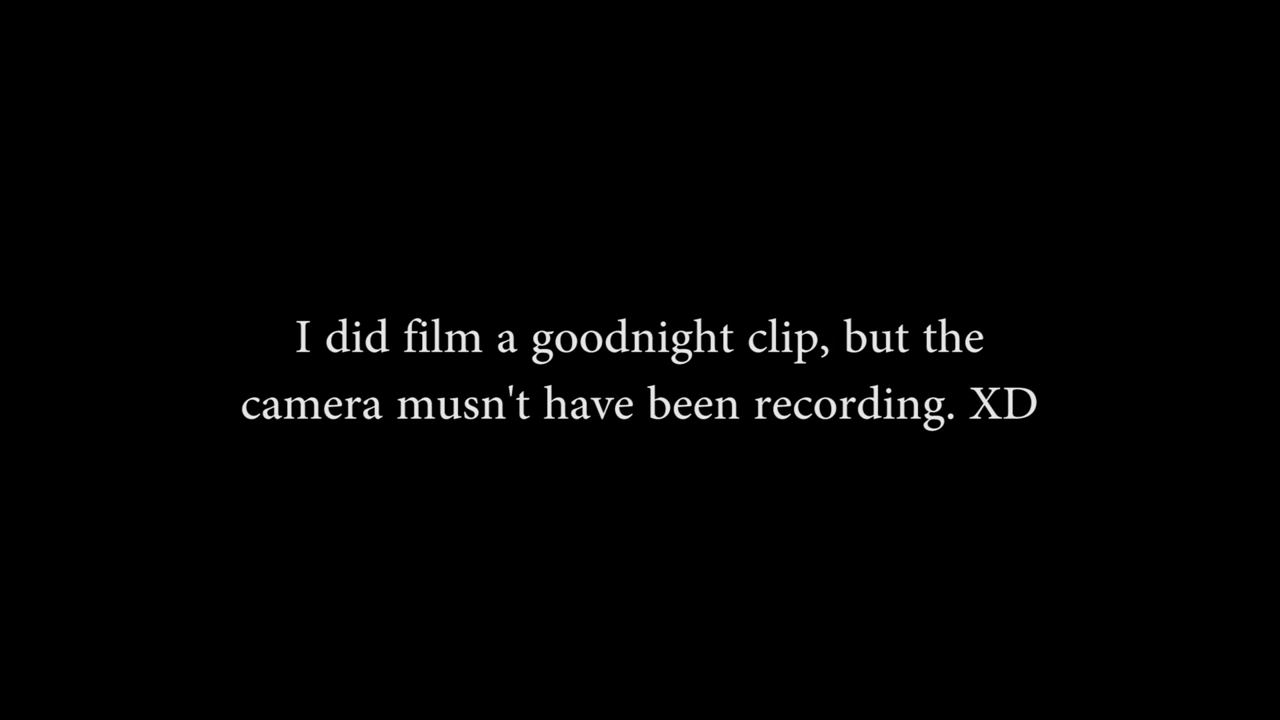 I did film a goodnight clip, but the
camera musn't have been recording. XD